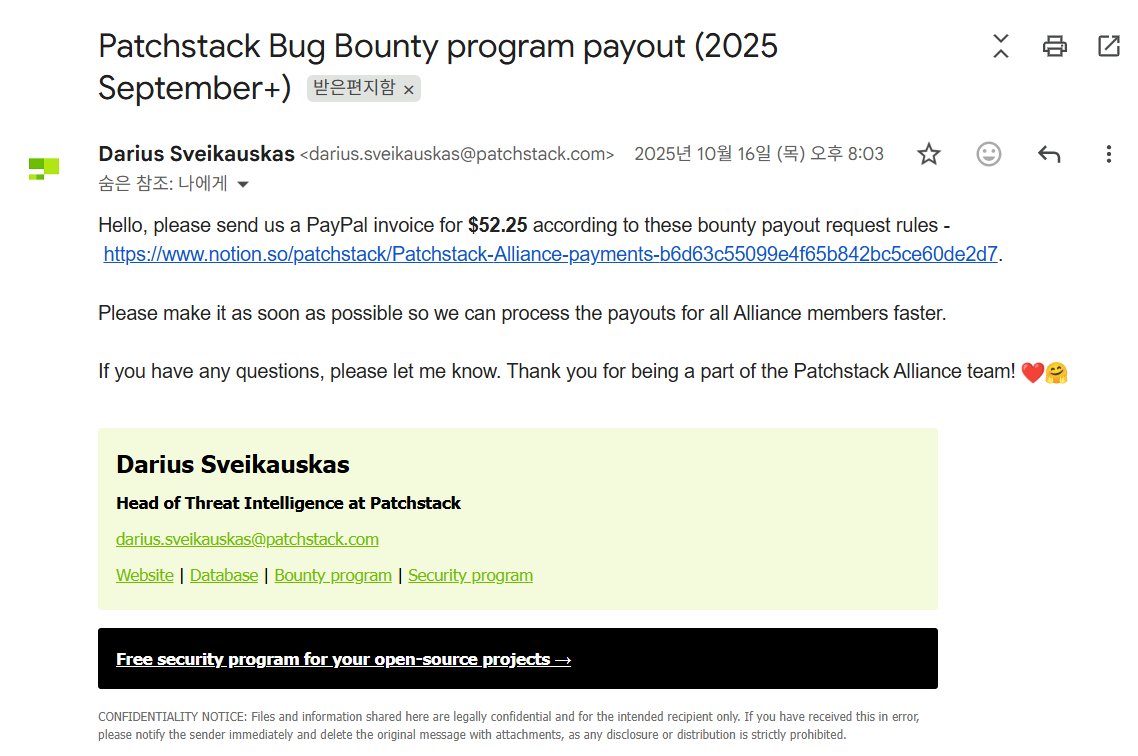 Patchstack Bug Bounty program payout (2025
September+) 받은편지함 ×
Darius Sveikauskas <darius.sveikauskas@patchstack.com> 2025년 10월 16일 (목) 오후 8:03
숨은 참조: 나에게
Hello, please send us a PayPal invoice for $52.25 according to these bounty payout request rules -
https://www.notion.so/patchstack/Patchstack-Alliance-payments-b6d63c55099e4f65b842bc5ce60de2d7.
Please make it as soon as possible so we can process the payouts for all Alliance members faster.
If you have any questions, please let me know. Thank you for being a part of the Patchstack Alliance team! ❤️🤗
Darius Sveikauskas
Head of Threat Intelligence at Patchstack
darius.sveikauskas@patchstack.com
Website | Database | Bounty program | Security program
Free security program for your open-source projects →
CONFIDENTIALITY NOTICE: Files and information shared here are legally confidential and for the intended recipient only. If you have received this in error,
please notify the sender immediately and delete the original message with attachments, as any disclosure or distribution is strictly prohibited.